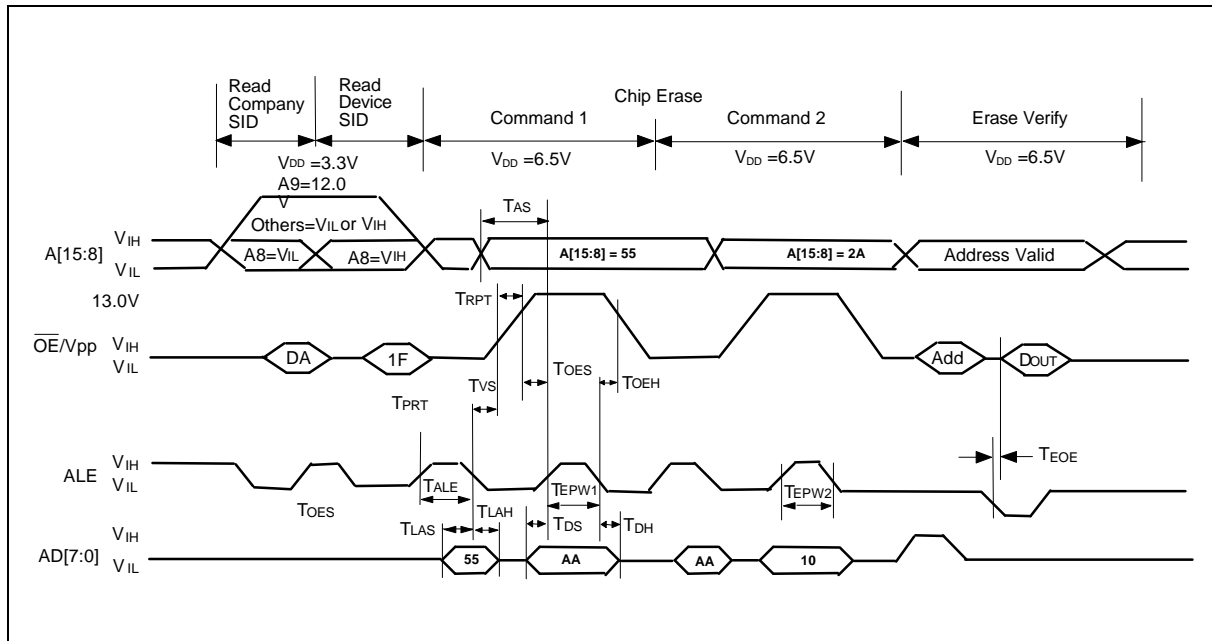 Read Company SID
Read Device SID
Chip Erase
Command 1
Command 2
Erase Verify
VDD =3.3V
VDD =6.5V
VDD =6.5V
VDD =6.5V
A9=12.0
V
Others=VIL or VIH
TAS
A[15:8]
VIH
VIL
A8=VIL
A8=VIH
A[15:8] = 55
A[15:8] = 2A
Address Valid
13.0V
TRPT
OE/Vpp
VIH
VIL
DA
1F
Add
DOUT
TVS
TOES
TOEH
TPRT
ALE
VIH
VIL
TEOE
TOES
TALE
TEPW1
TEPW2
TLAS
TLAH
TDS
TDH
AD[7:0]
VIH
VIL
55
AA
AA
10